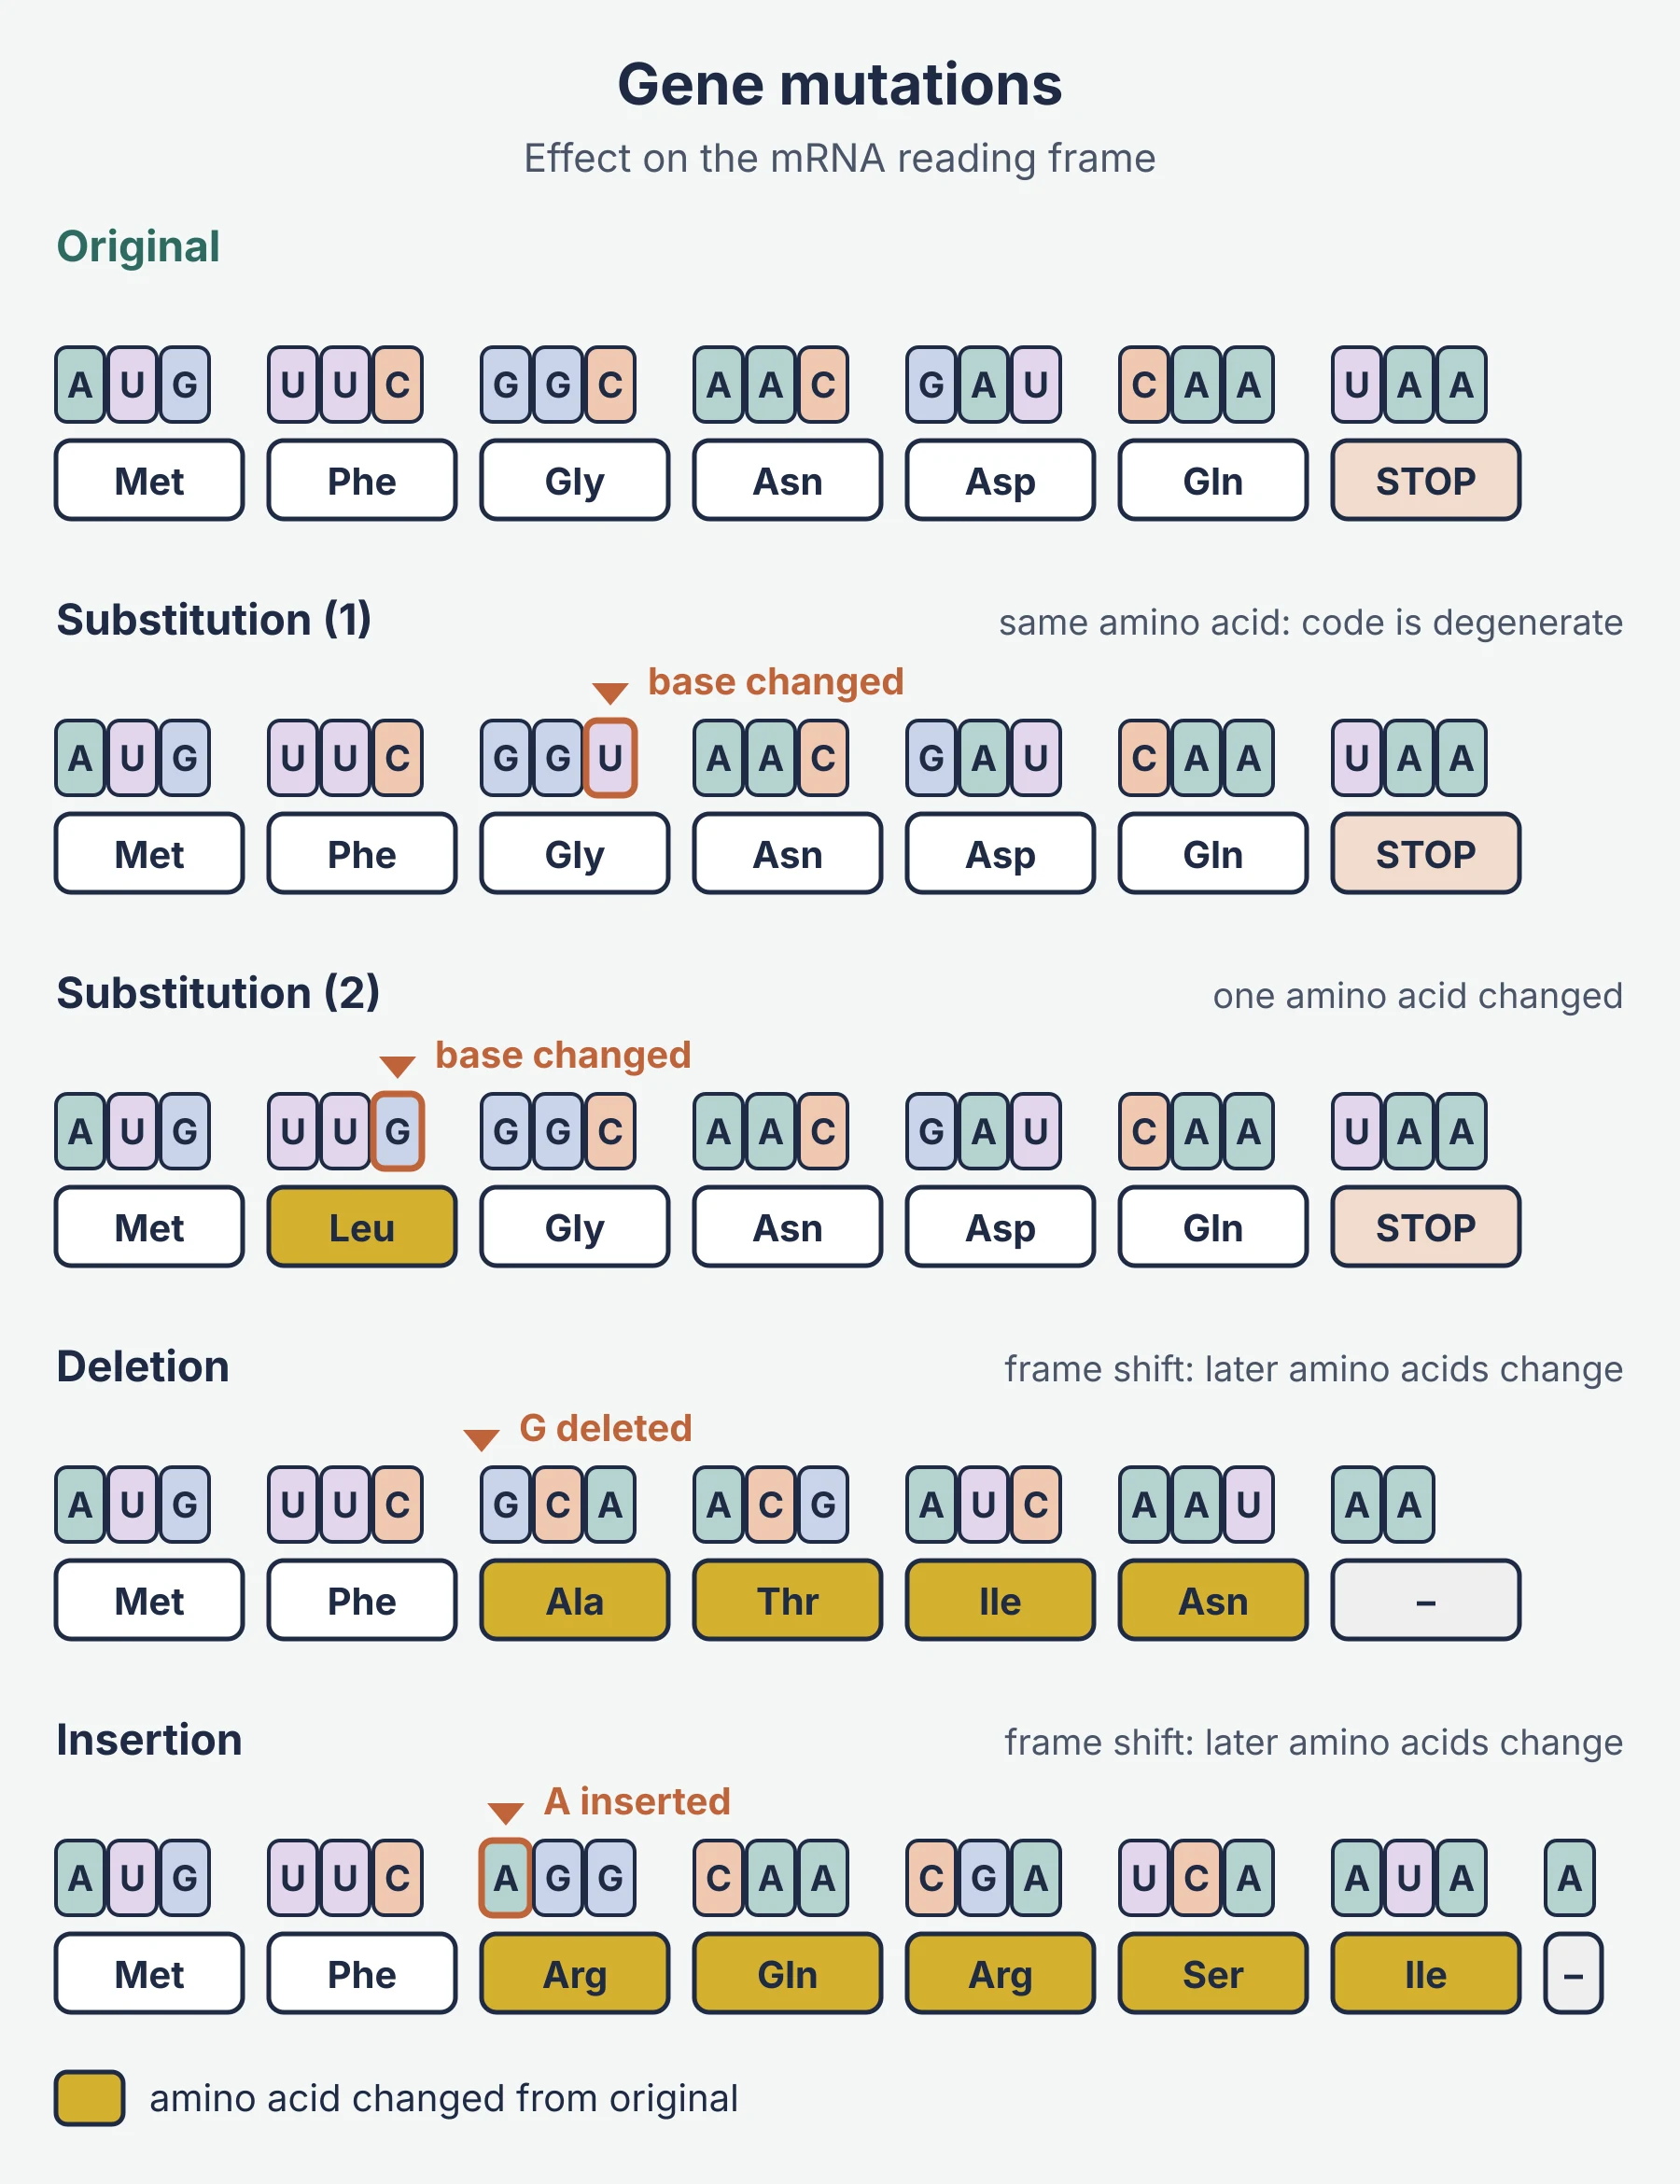 Gene mutations
Effect on the mRNA reading frame
Original
A U G U U C G G C A A C G A U C A A U A A
Met Phe Gly Asn Asp Gln STOP
Substitution (1) same amino acid: code is degenerate
base changed
A U G U U C G G U A A C G A U C A A U A A
Met Phe Gly Asn Asp Gln STOP
Substitution (2) one amino acid changed
base changed
A U G U U G G G C A A C G A U C A A U A A
Met Leu Gly Asn Asp Gln STOP
Deletion frame shift: later amino acids change
G deleted
A U G U U C G C A A C G A U C A A U A A
Met Phe Ala Thr Ile Asn –
Insertion frame shift: later amino acids change
A inserted
A U G U U C A G G C A A C G A U C A A U A A
Met Phe Arg Gln Arg Ser Ile –
amino acid changed from original